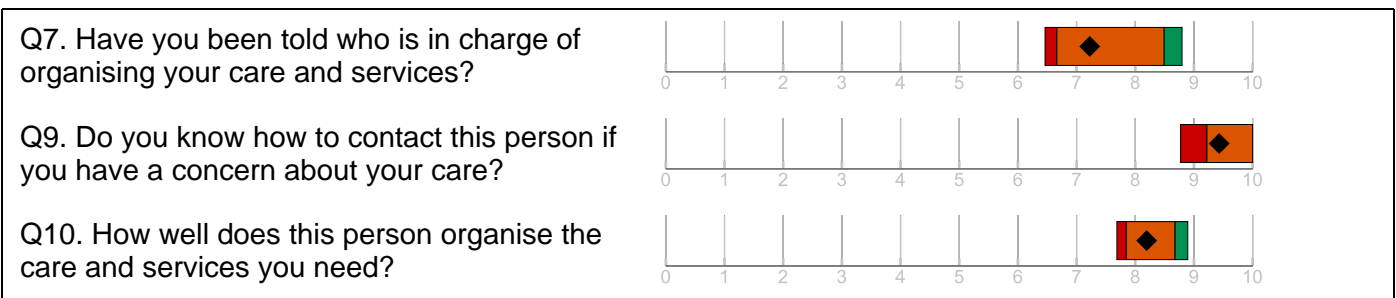 Q7. Have you been told who is in charge of
organising your care and services?
0 1 2 3 4 5 6 7 8 9 10
Q9. Do you know how to contact this person if
you have a concern about your care?
0 1 2 3 4 5 6 7 8 9 10
Q10. How well does this person organise the
care and services you need?
0 1 2 3 4 5 6 7 8 9 10